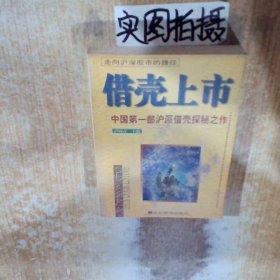 实图拍摄
走向沪深股市的捷径
借壳上市
中国第一部沪深借壳探秘之作